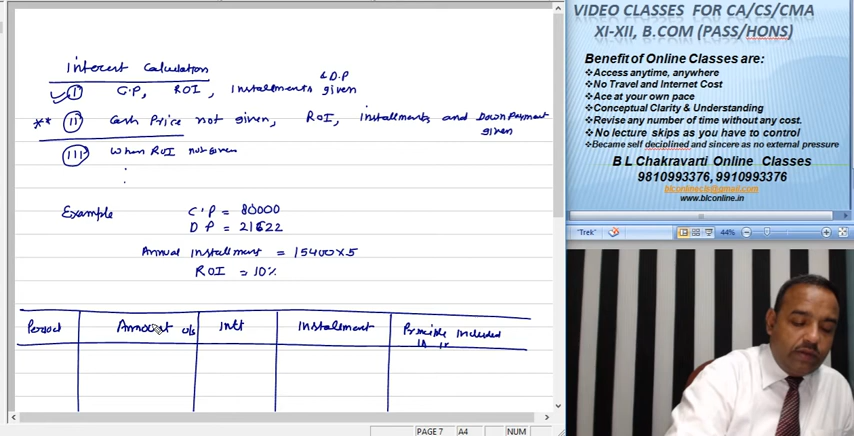 Interest Calculation
& D.P
I C.P, ROI, Installments given
** II Cash Price not given, ROI, installments, and Down Payment
given
III When ROI not given
Example C.P = 80000
D P = 21622
Annual Installment = 15400 x 5
ROI = 10%
Period Amount o/s Intt Installment Principle Included
PAGE 7 A4 NUM
VIDEO CLASSES FOR CA/CS/CMA
XI-XII, B.COM (PASS/HONS)
Benefit of Online Classes are:
Access anytime, anywhere
No Travel and Internet Cost
Ace at your own pace
Conceptual Clarity & Understanding
Revise any number of time without any cost.
No lecture skips as you have to control
Became self deciplined and sincere as no external pressure
B L Chakravarti Online Classes
9810993376, 9910993376
www.blconline.in
"Trek" 44%